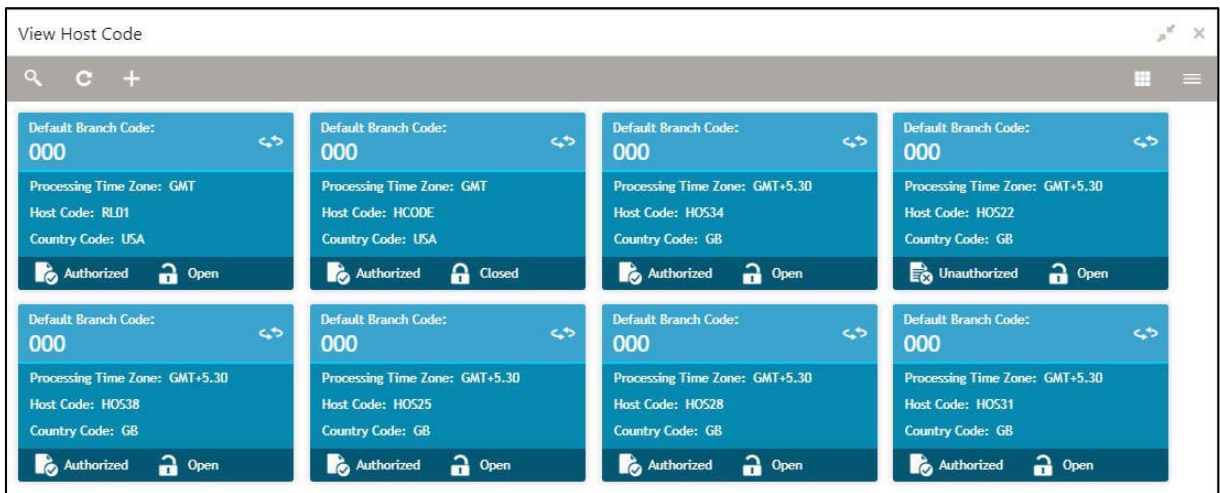 View Host Code
Default Branch Code:
000
Processing Time Zone: GMT
Host Code: RL01
Country Code: USA
Authorized Open
Default Branch Code:
000
Processing Time Zone: GMT
Host Code: HCODE
Country Code: USA
Authorized Closed
Default Branch Code:
000
Processing Time Zone: GMT+5.30
Host Code: HOS34
Country Code: GB
Authorized Open
Default Branch Code:
000
Processing Time Zone: GMT+5.30
Host Code: HOS22
Country Code: GB
Unauthorized Open
Default Branch Code:
000
Processing Time Zone: GMT+5.30
Host Code: HOS38
Country Code: GB
Authorized Open
Default Branch Code:
000
Processing Time Zone: GMT+5.30
Host Code: HOS25
Country Code: GB
Authorized Open
Default Branch Code:
000
Processing Time Zone: GMT+5.30
Host Code: HOS28
Country Code: GB
Authorized Open
Default Branch Code:
000
Processing Time Zone: GMT+5.30
Host Code: HOS31
Country Code: GB
Authorized Open